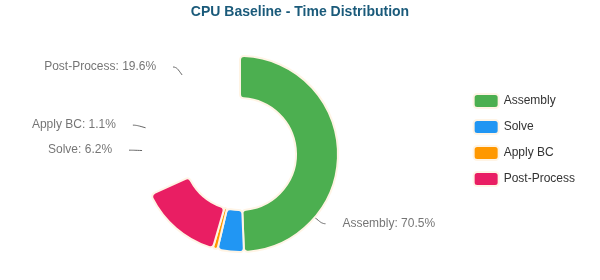 CPU Baseline - Time Distribution
Post-Process: 19.6%
Apply BC: 1.1%
Solve: 6.2%
Assembly: 70.5%
Assembly
Solve
Apply BC
Post-Process